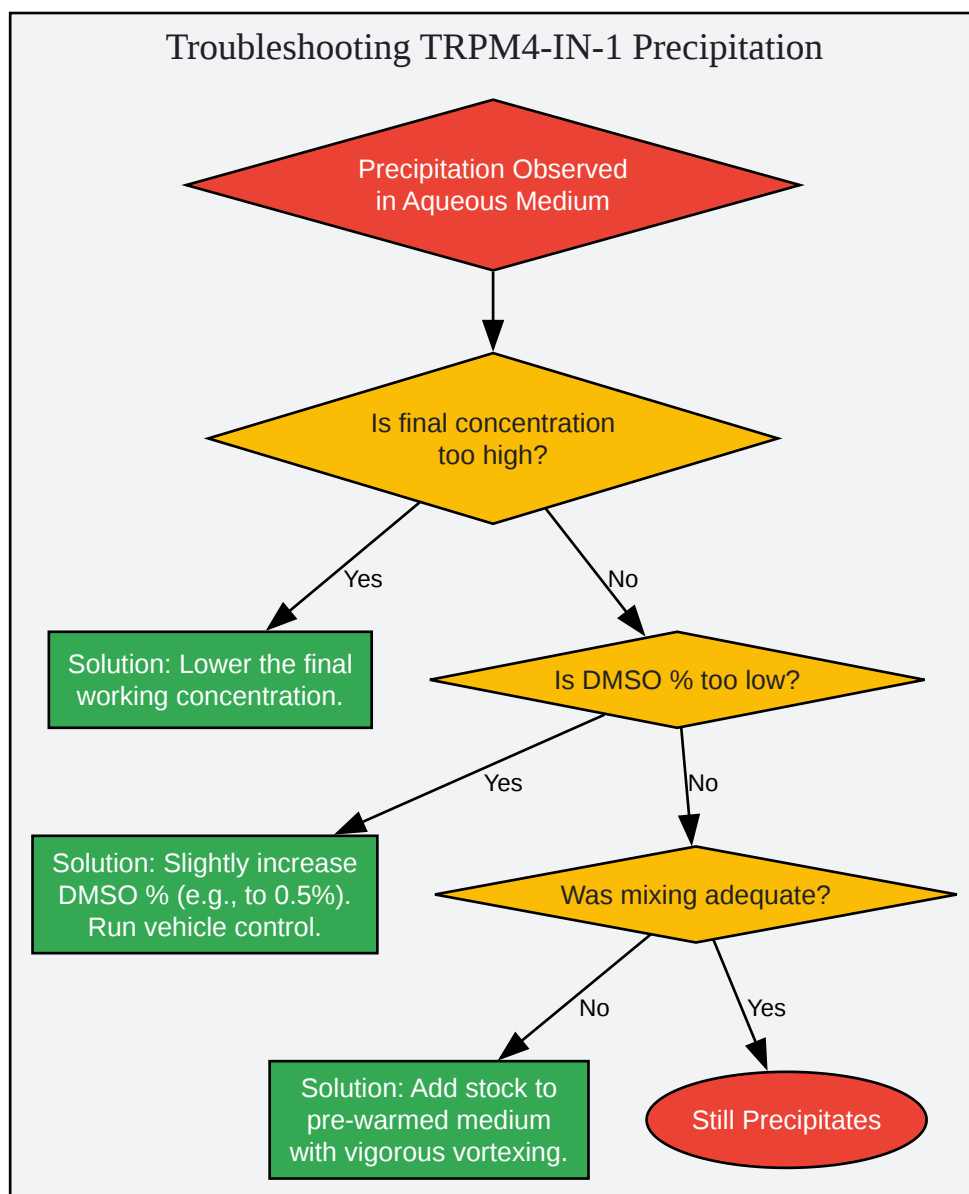 Troubleshooting TRPM4-IN-1 Precipitation
Precipitation Observed
in Aqueous Medium
Is final concentration
too high?
Yes
No
Solution: Lower the final
working concentration.
Is DMSO % too low?
Yes
No
Solution: Slightly increase
DMSO % (e.g., to 0.5%).
Run vehicle control.
Was mixing adequate?
No
Yes
Solution: Add stock to
pre-warmed medium
with vigorous vortexing.
Still Precipitates